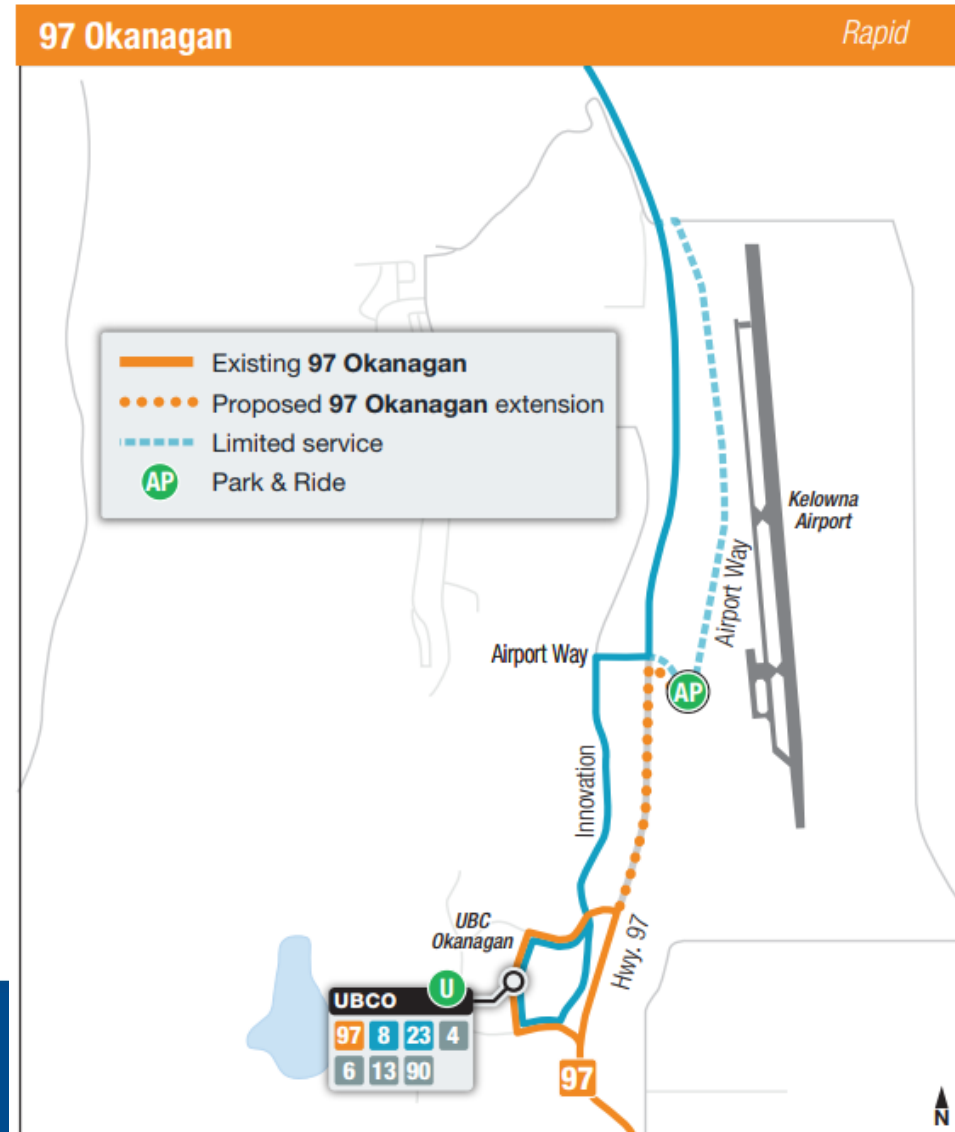 97 Okanagan
Rapid
Existing 97 Okanagan
Proposed 97 Okanagan extension
Limited service
AP Park & Ride
Kelowna
Airport
Airport Way
Airport Way
AP
Innovation
UBC
Okanagan
Hwy. 97
UBCO U
97 8 23 4
6 13 90
97
N